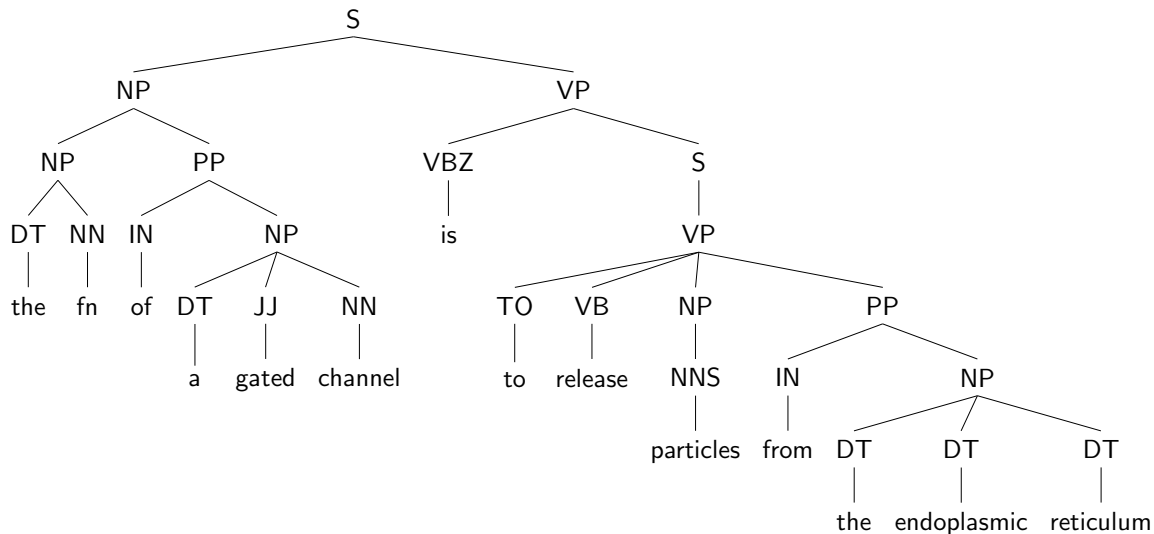 S
NP VP
NP PP VBZ S
DT NN IN NP is VP
the fn of DT JJ NN TO VB NP PP
a gated channel to release NNS IN NP
particles from DT DT DT
the endoplasmic reticulum